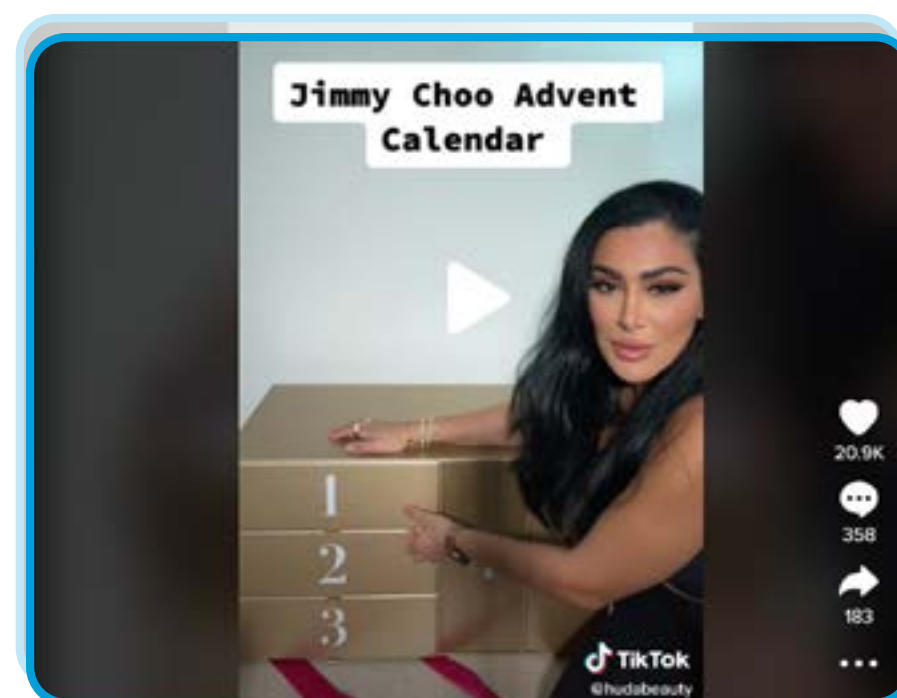 Jimmy Choo Advent
Calendar
1
2
3
20.9K
358
183
TikTok
@hudabeauty